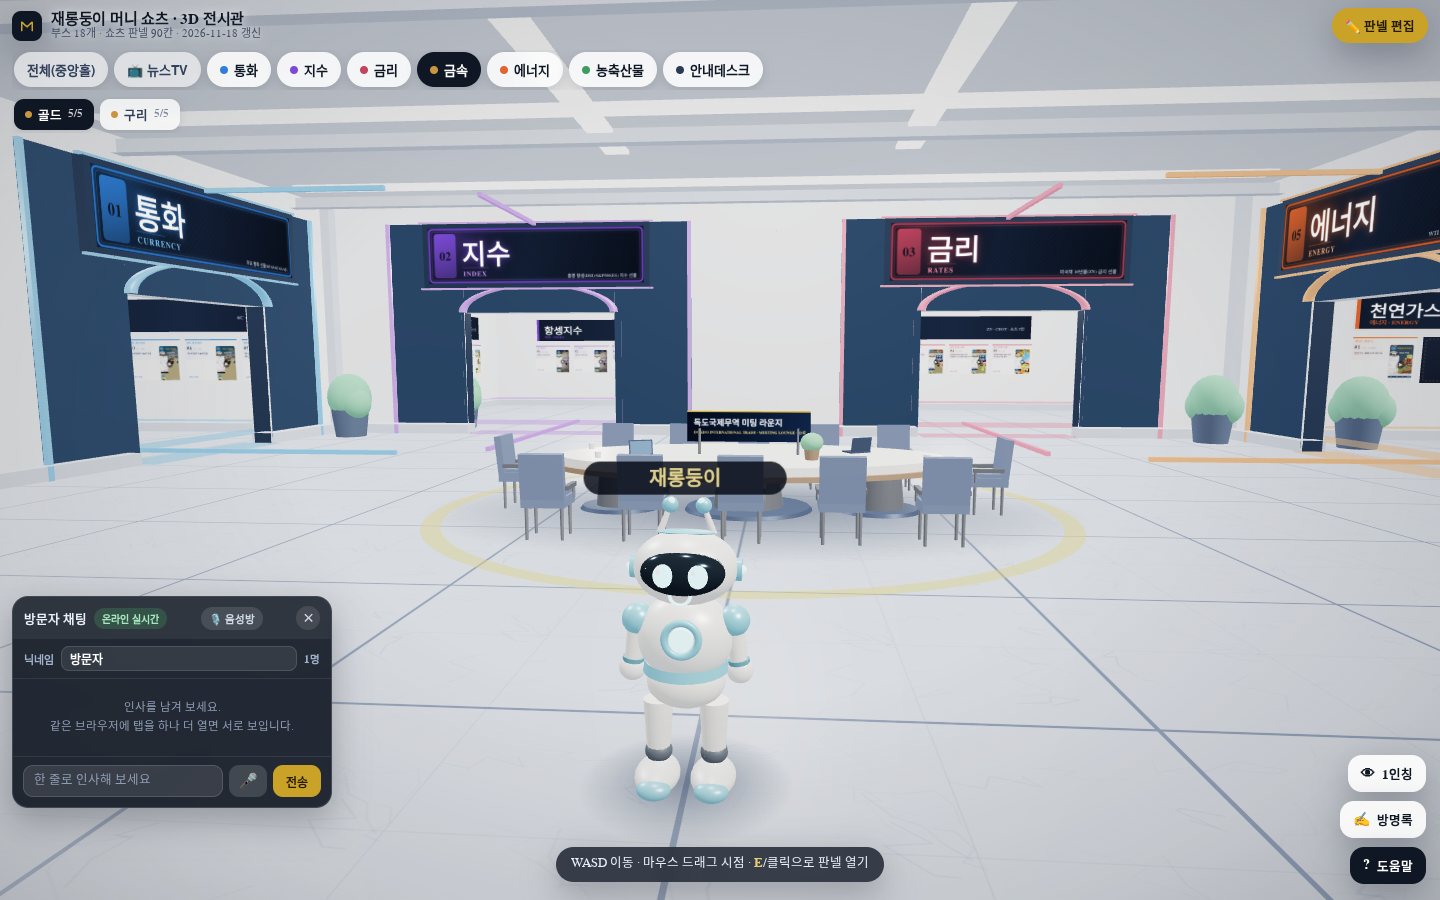 재롱둥이 머니 쇼츠 · 3D 전시관
부스 18개 · 쇼츠 판넬 90칸 · 2026-11-18 갱신
✏️ 판넬 편집
전체(중앙홀)
📺 뉴스TV
통화
지수
금리
금속
에너지
농축산물
안내데스크
골드 5/5
구리 5/5
01 통화
CURRENCY
02 지수
INDEX
03 금리
RATES
05 에너지
ENERGY
항셍지수
천연가스
에너지 · ENERGY
독도국제무역 미팅 라운지
재롱둥이
방문자 채팅
온라인 실시간
🎙️ 음성방
✕
닉네임
방문자
1명
인사를 남겨 보세요.
같은 브라우저에 탭을 하나 더 열면 서로 보입니다.
한 줄로 인사해 보세요
전송
👁 1인칭
✍️ 방명록
? 도움말
WASD 이동 · 마우스 드래그 시점 · E/클릭으로 판넬 열기